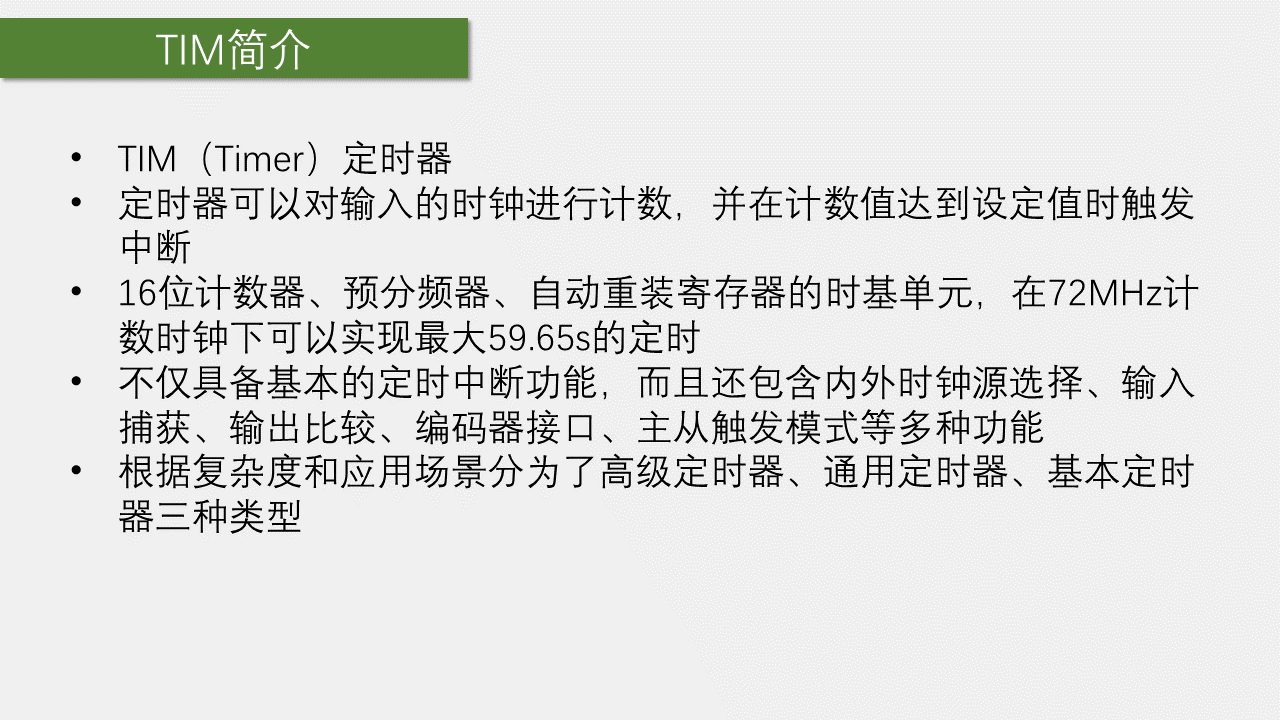 TIM简介
• TIM（Timer）定时器
• 定时器可以对输入的时钟进行计数，并在计数值达到设定值时触发
中断
• 16位计数器、预分频器、自动重装寄存器的时基单元，在72MHz计
数时钟下可以实现最大59.65s的定时
• 不仅具备基本的定时中断功能，而且还包含内外时钟源选择、输入
捕获、输出比较、编码器接口、主从触发模式等多种功能
• 根据复杂度和应用场景分为了高级定时器、通用定时器、基本定时
器三种类型